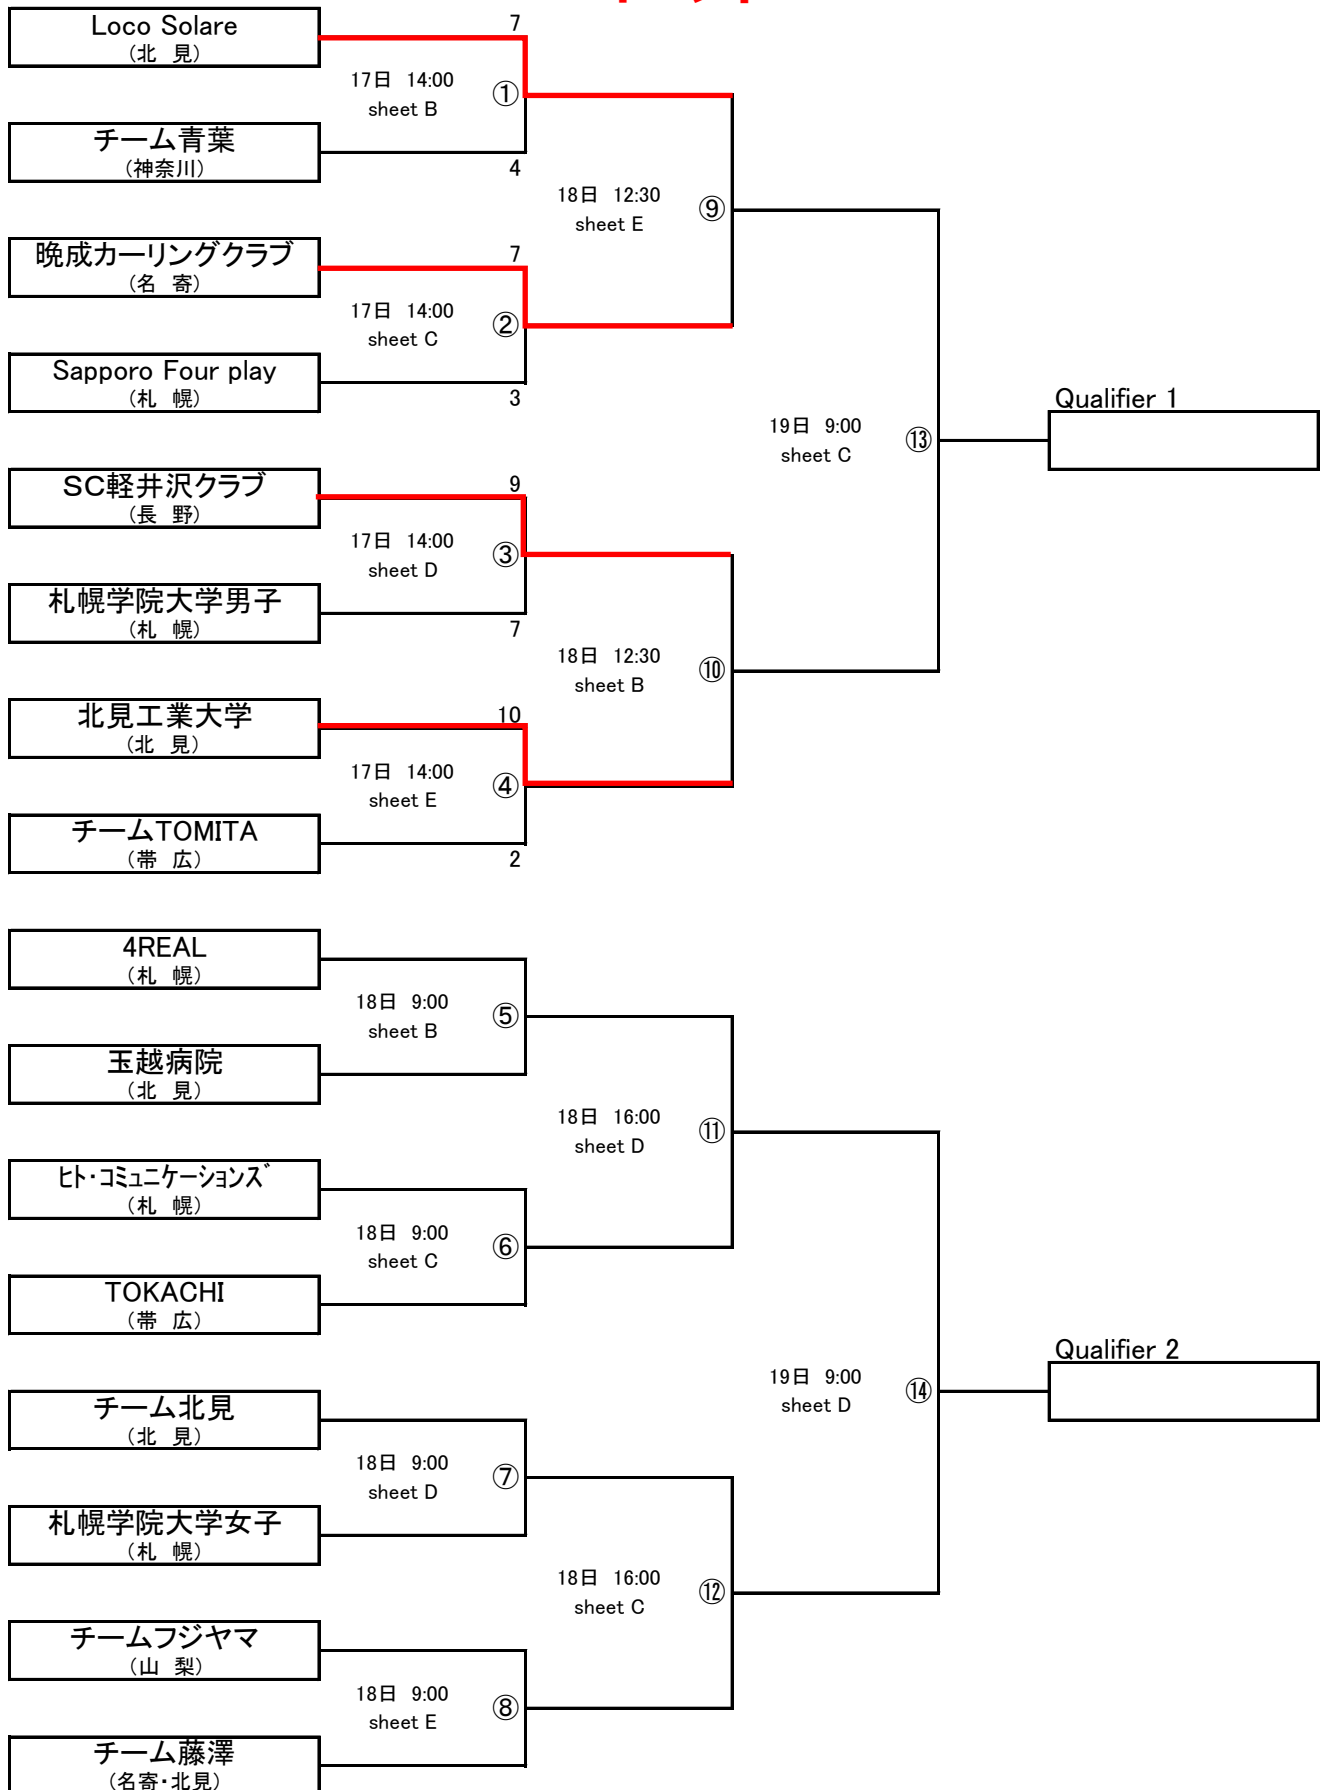 Loco Solare
（北　見）
7
17日　14:00
sheet B
①
チーム青葉
（神奈川）
4
18日　12:30
sheet E
⑨
晩成カーリングクラブ
（名　寄）
7
17日　14:00
sheet C
②
Sapporo Four play
（札　幌）
3
19日　9:00
sheet C
⑬
Qualifier 1
ＳＣ軽井沢クラブ
（長　野）
9
17日　14:00
sheet D
③
札幌学院大学男子
（札　幌）
7
18日　12:30
sheet B
⑩
北見工業大学
（北　見）
10
17日　14:00
sheet E
④
チームTOMITA
（帯　広）
2
4REAL
（札　幌）
18日　9:00
sheet B
⑤
玉越病院
（北　見）
18日　16:00
sheet D
⑪
ﾋﾄ・ｺﾐｭﾆｹｰｼｮﾝｽﾞ
（札　幌）
18日　9:00
sheet C
⑥
TOKACHI
（帯　広）
19日　9:00
sheet D
⑭
Qualifier 2
チーム北見
（北　見）
18日　9:00
sheet D
⑦
札幌学院大学女子
（札　幌）
18日　16:00
sheet C
⑫
チームフジヤマ
（山　梨）
18日　9:00
sheet E
⑧
チーム藤澤
（名寄・北見）